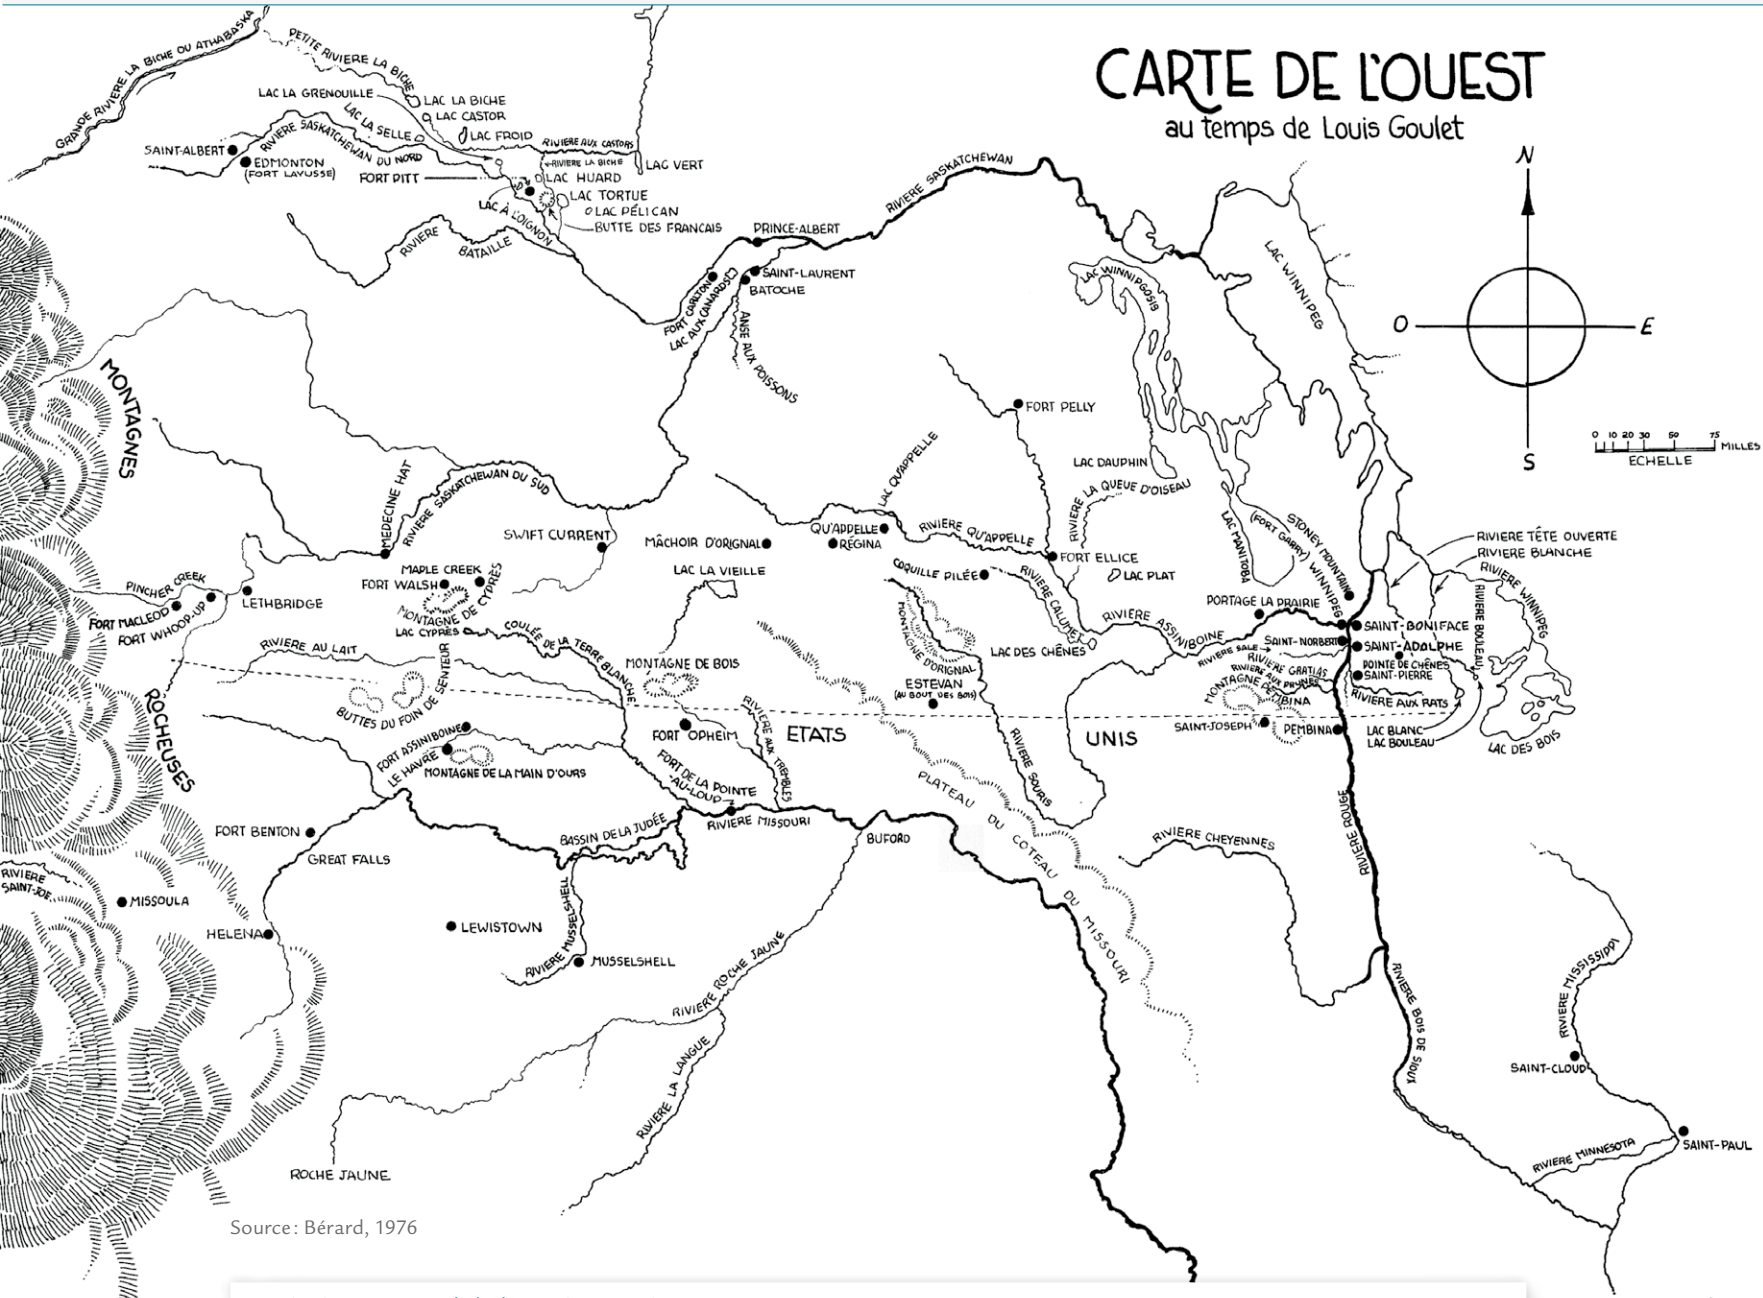 CARTE DE L'OUEST
au temps de Louis Goulet
N
O
E
S
0 10 20 30 50 75 MILLES
ECHELLE
GRANDE RIVIERE LA BICHE OU ATHABASKA
PETITE RIVIERE LA BICHE
LAC LA GRENOUILLE
LAC LA BICHE
LAC CASTOR
LAC LA SELLE
LAC FROID
RIVIERE AUX CASTORS
SAINT-ALBERT
RIVIERE SASKATCHEWAN DU NORD
EDMONTON
(FORT LAVUSSE)
RIVIERE LA BICHE
LAC VERT
FORT PITT
LAC HUARD
LAC TORTUE
LAC À L'OIGNON
LAC PÉLICAN
BUTTE DES FRANCAIS
RIVIERE BATAILLE
RIVIERE SASKATCHEWAN
PRINCE-ALBERT
SAINT-LAURENT
BATOCHE
FORT CARLTON
LAC AUX CANARDS
ANSE AUX POISSONS
LAC WINNIPEGOSIS
LAC WINNIPEG
MONTAGNES
ROCHEUSES
FORT PELLY
LAC DAUPHIN
RIVIERE LA QUEUE D'OISEAU
LAC QU'APPELLE
MEDECINE HAT
RIVIERE SASKATCHEWAN DU SUD
SWIFT CURRENT
MÂCHOIR D'ORIGNAL
QU'APPELLE
RÉGINA
RIVIERE QU'APPELLE
FORT ELLICE
LAC MANITOBA
STONEY MOUNTAIN
(FORT GARRY) WINNIPEG
RIVIERE TÊTE OUVERTE
RIVIERE BLANCHE
RIVIERE WINNIPEG
RIVIERE BOULEAU
PINCHER CREEK
FORT MACLEOD
FORT WHOOP-UP
LETHBRIDGE
MAPLE CREEK
FORT WALSH
MONTAGNE DE CYPRÈS
LAC CYPRÈS
LAC LA VIEILLE
COQUILLE PILÉE
RIVIERE CALUMET
LAC PLAT
PORTAGE LA PRAIRIE
RIVIERE ASSINIBOINE
SAINT-BONIFACE
SAINT-NORBERT
SAINT-ADOLPHE
RIVIERE SALE
RIVIERE GRATIAS
RIVIERE AUX PRUNES
POINTE DE CHÊNES
SAINT-PIERRE
RIVIERE AUX RATS
MONTAGNE PEMBINA
RIVIERE AU LAIT
COULÉE DE LA TERRE BLANCHE
MONTAGNE DE BOIS
MONTAGNE D'ORIGNAL
LAC DES CHÊNES
ESTEVAN
(AU BOUT DES BOIS)
BUTTES DU FOIN DE SENTEUR
FORT ASSINIBOINE
LE HAVRE
MONTAGNE DE LA MAIN D'OURS
FORT OPHEIM
RIVIERE AUX TREMBLES
ETATS UNIS
RIVIERE SOURIS
SAINT-JOSEPH
PEMBINA
LAC BLANC
LAC BOULEAU
LAC DES BOIS
FORT DE LA POINTE
-AU-LOUP
FORT BENTON
GREAT FALLS
BASSIN DE LA JUDÉE
RIVIERE MISSOURI
BUFORD
PLATEAU DU COTEAU DU MISSOURI
RIVIERE CHEYENNES
RIVIERE ROUGE
RIVIERE
SAINT-JOE
MISSOULA
HELENA
LEWISTOWN
RIVIERE MUSSELSHELL
MUSSELSHELL
RIVIERE ROCHE JAUNE
RIVIERE LA LANGUE
ROCHE JAUNE
RIVIERE BOIS DE SIOUX
RIVIERE MISSISSIPPI
SAINT-CLOUD
RIVIERE MINNESOTA
SAINT-PAUL
Source: Bérard, 1976